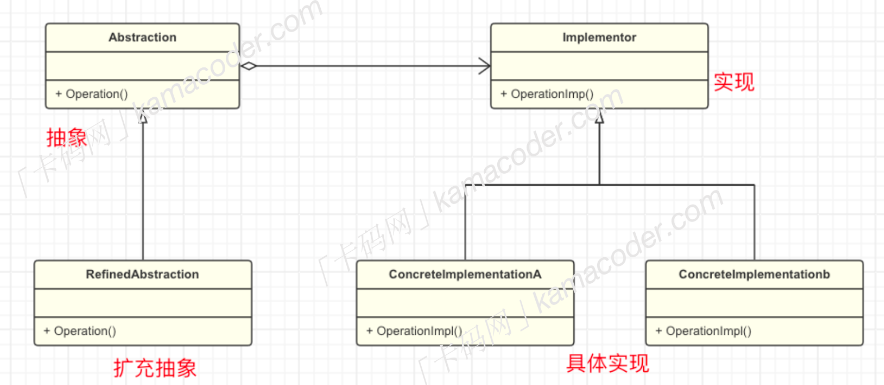 Abstraction
+ Operation()
抽象
Implementor
+ OperationImp()
实现
RefinedAbstraction
+ Operation()
扩充抽象
ConcreteImplementationA
+ OperationImpl()
ConcreteImplementationb
+ OperationImpl()
具体实现
「卡码网」kamacoder.com
「卡码网」kamacoder.com
「卡码网」kamacoder.com